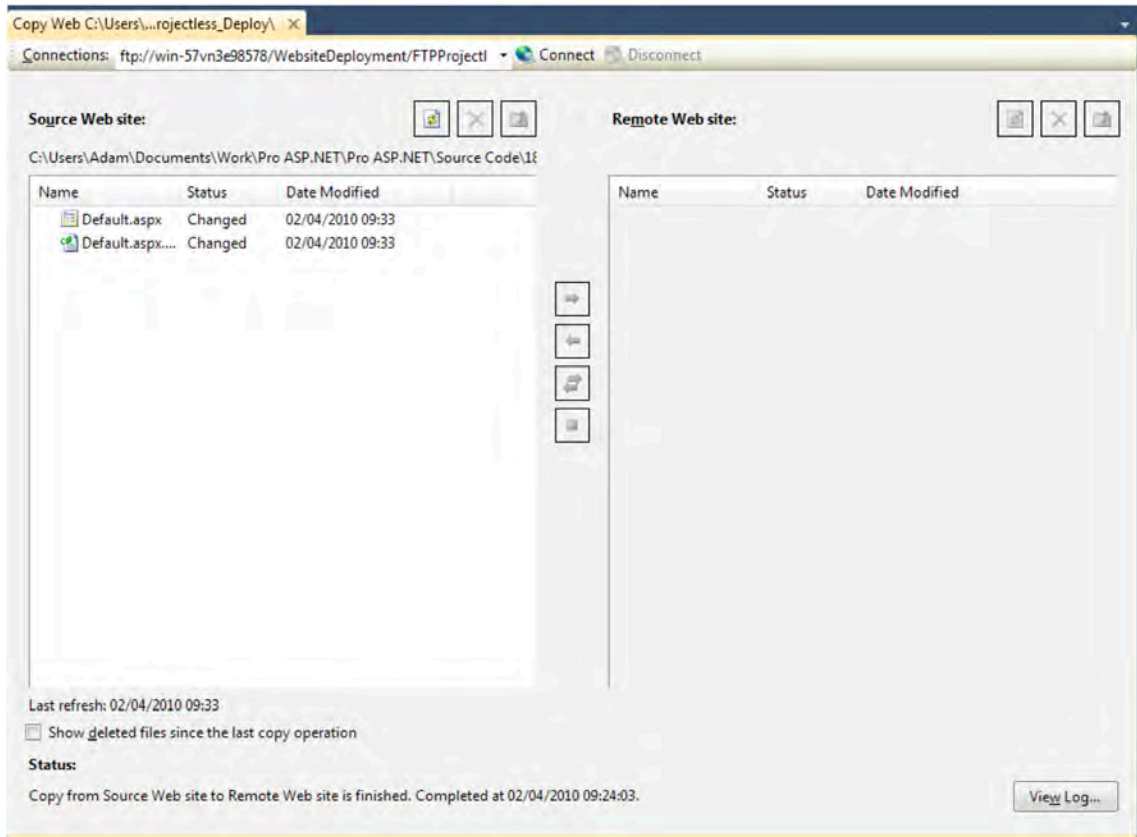 Copy Web C:\Users\...rojectless_Deploy\
Connections: ftp://win-57vn3e98578/WebsiteDeployment/FTPProjectl Connect Disconnect
Source Web site:
Remote Web site:
C:\Users\Adam\Documents\Work\Pro ASP.NET\Pro ASP.NET\Source Code\18
Name Status Date Modified
Default.aspx Changed 02/04/2010 09:33
Default.aspx.... Changed 02/04/2010 09:33
Name Status Date Modified
Last refresh: 02/04/2010 09:33
Show deleted files since the last copy operation
Status:
Copy from Source Web site to Remote Web site is finished. Completed at 02/04/2010 09:24:03.
View Log...